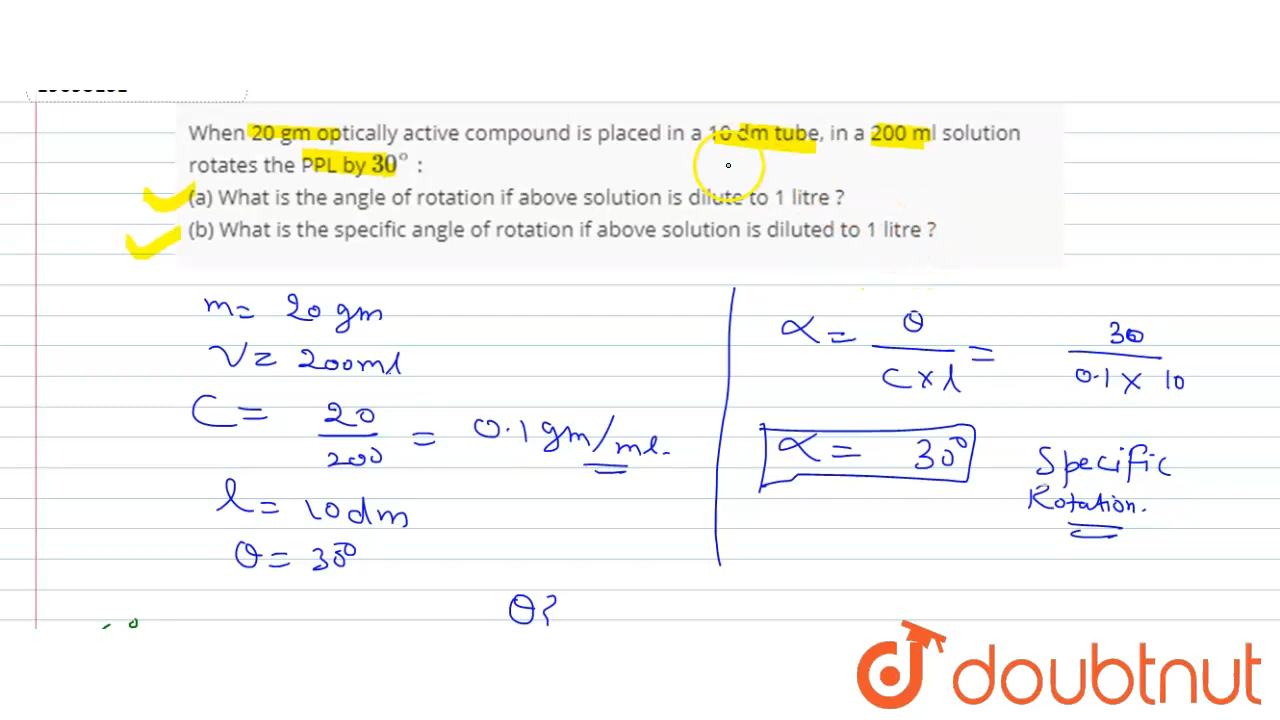 When 20 gm optically active compound is placed in a 10 dm tube, in a 200 ml solution
rotates the PPL by 30° :
(a) What is the angle of rotation if above solution is dilute to 1 litre ?
(b) What is the specific angle of rotation if above solution is diluted to 1 litre ?
m= 20 gm
V= 200ml
C = 20/200 = 0.1 gm/ml.
l = 10 dm
θ = 30°
θ?
α = θ/(C×l) = 30/(0.1×10)
α = 30°
Specific
Rotation.
doubtnut